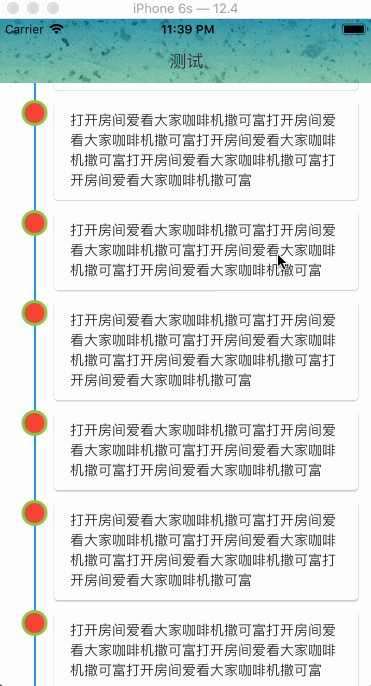 iPhone 6s — 12.4
Carrier 11:39 PM
测试
打开房间爱看大家咖啡机撒可富打开房间爱
看大家咖啡机撒可富打开房间爱看大家咖啡
机撒可富打开房间爱看大家咖啡机撒可富打
开房间爱看大家咖啡机撒可富
打开房间爱看大家咖啡机撒可富打开房间爱
看大家咖啡机撒可富打开房间爱看大家咖啡
机撒可富打开房间爱看大家咖啡机撒可富
打开房间爱看大家咖啡机撒可富打开房间爱
看大家咖啡机撒可富打开房间爱看大家咖啡
机撒可富打开房间爱看大家咖啡机撒可富打
开房间爱看大家咖啡机撒可富
打开房间爱看大家咖啡机撒可富打开房间爱
看大家咖啡机撒可富打开房间爱看大家咖啡
机撒可富打开房间爱看大家咖啡机撒可富
打开房间爱看大家咖啡机撒可富打开房间爱
看大家咖啡机撒可富打开房间爱看大家咖啡
机撒可富打开房间爱看大家咖啡机撒可富打
开房间爱看大家咖啡机撒可富
打开房间爱看大家咖啡机撒可富打开房间爱
看大家咖啡机撒可富打开房间爱看大家咖啡
机撒可富打开房间爱看大家咖啡机撒可富